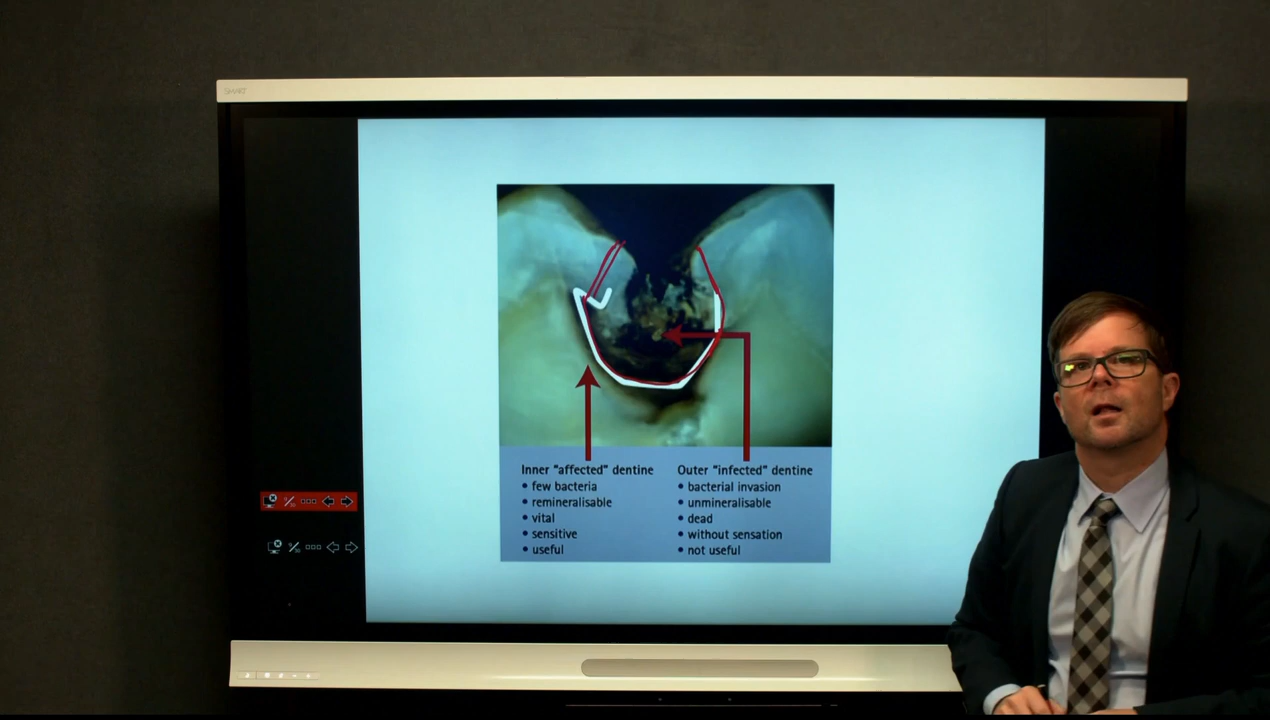 SMART
Inner "affected" dentine
• few bacteria
• remineralisable
• vital
• sensitive
• useful
Outer "infected" dentine
• bacterial invasion
• unmineralisable
• dead
• without sensation
• not useful